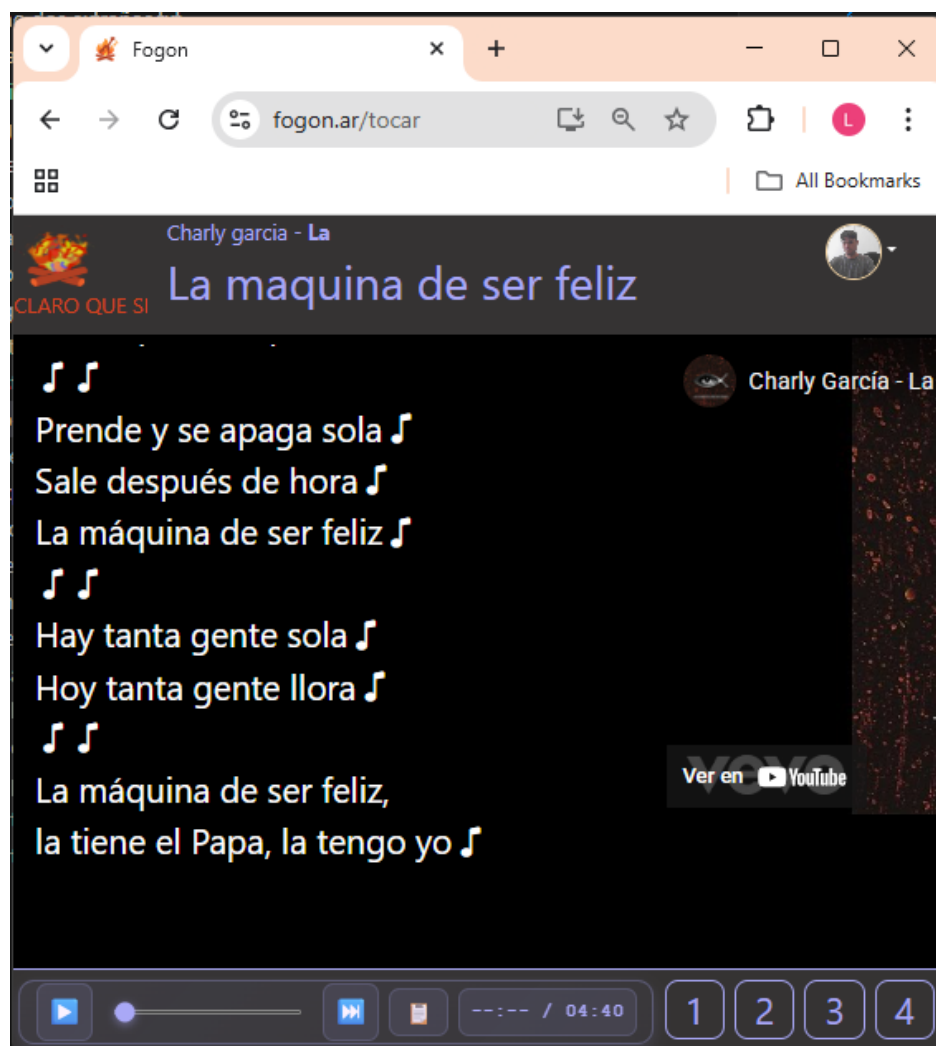 Fogon
fogon.ar/tocar
L
All Bookmarks
CLARO QUE SI
Charly garcia - La
La maquina de ser feliz
Prende y se apaga sola
Sale después de hora
La máquina de ser feliz
Hay tanta gente sola
Hoy tanta gente llora
La máquina de ser feliz,
la tiene el Papa, la tengo yo
Charly García - La
vevo
Ver en YouTube
--:-- / 04:40
1
2
3
4